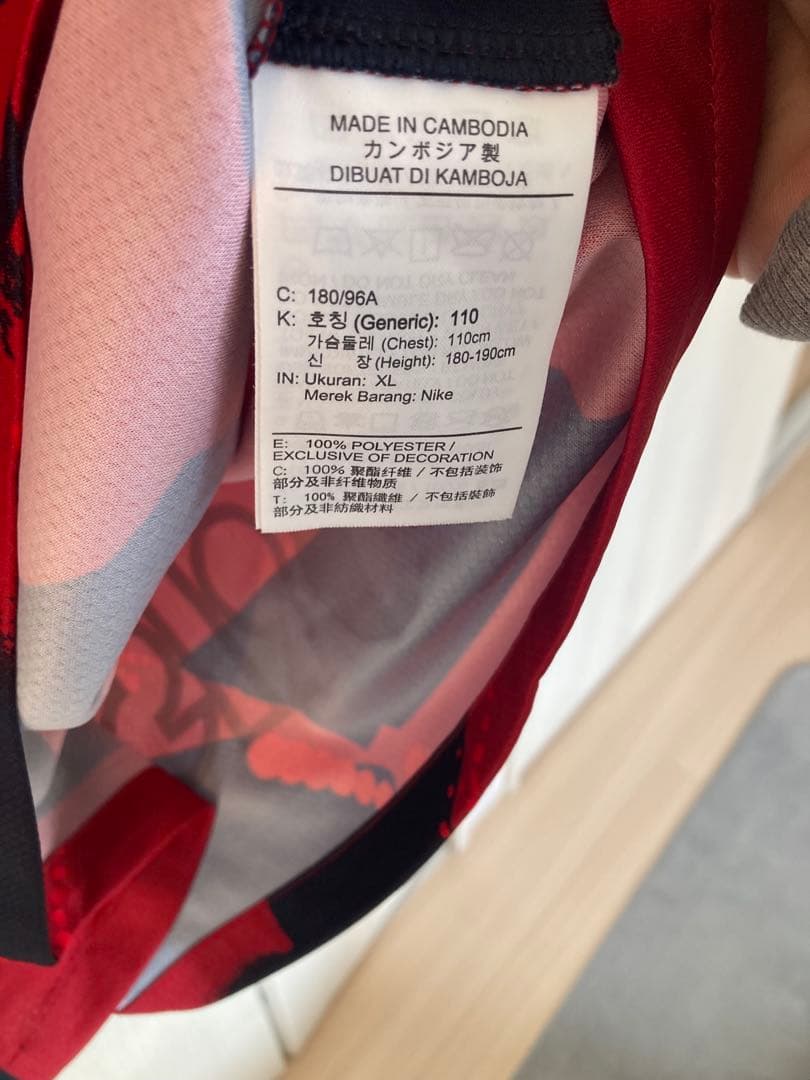 MADE IN CAMBODIA
カンボジア製
DIBUAT DI KAMBOJA
C: 180/96A
K: 호칭 (Generic): 110
가슴둘레 (Chest): 110cm
신 장 (Height): 180-190cm
IN: Ukuran: XL
Merek Barang: Nike
E: 100% POLYESTER /
EXCLUSIVE OF DECORATION
C: 100% 聚酯纤维 / 不包括装饰
部分及非纤维物质
T: 100% 聚酯纖維 / 不包括裝飾
部分及非紡織材料